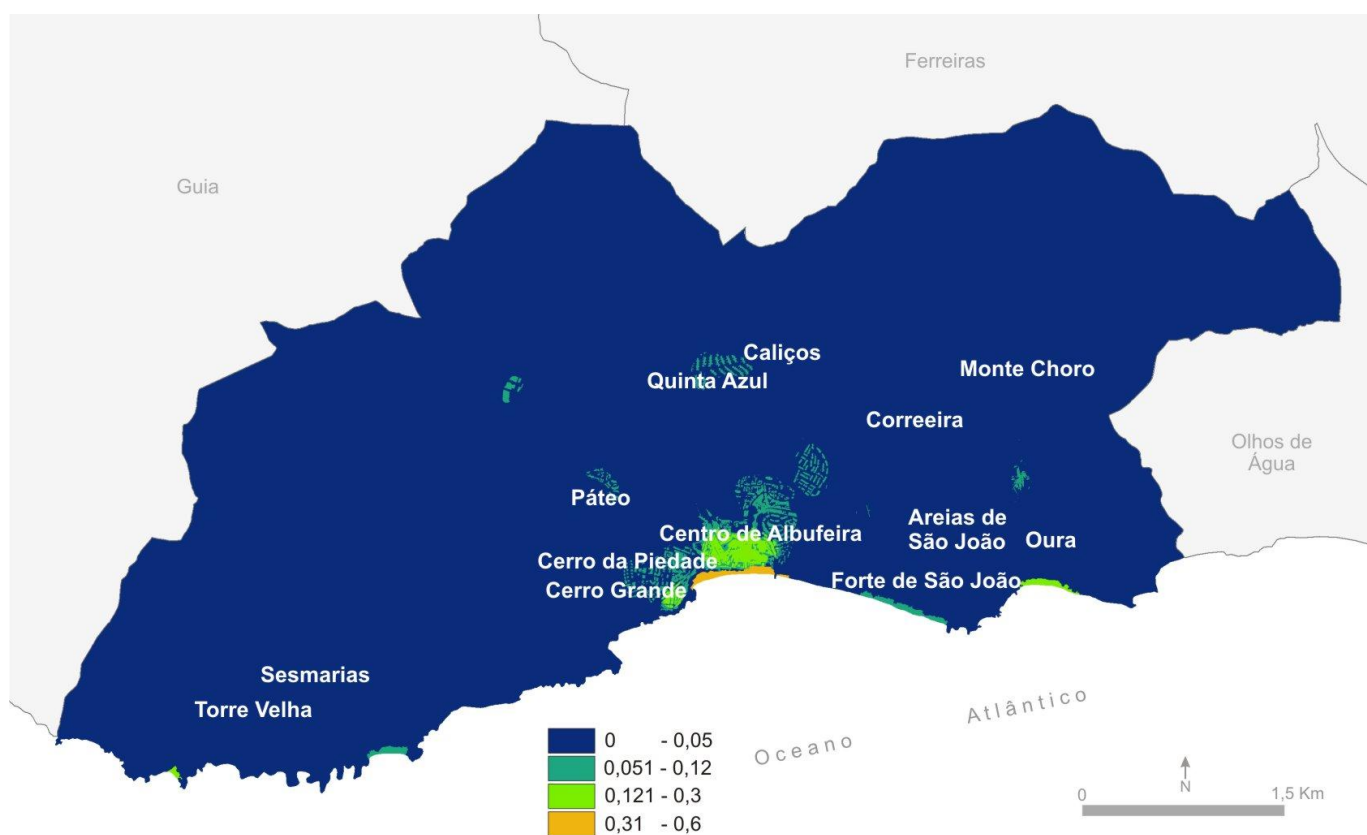 Ferreiras
Guia
Caliços
Quinta Azul
Monte Choro
Correeira
Olhos de
Água
Páteo
Areias de
São João
Oura
Centro de Albufeira
Cerro da Piedade
Cerro Grande
Forte de São João
Sesmarias
Torre Velha
Oceano Atlântico
0 - 0,05
0,051 - 0,12
0,121 - 0,3
0,31 - 0,6
N
0 1,5 Km